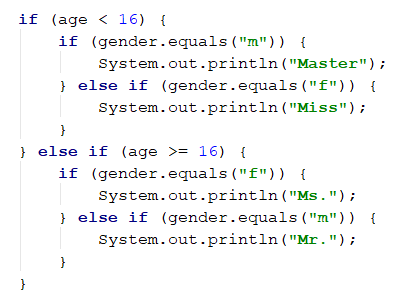 if (age < 16) {
    if (gender.equals("m")) {
        System.out.println("Master");
    } else if (gender.equals("f")) {
        System.out.println("Miss");
    }
} else if (age >= 16) {
    if (gender.equals("f")) {
        System.out.println("Ms.");
    } else if (gender.equals("m")) {
        System.out.println("Mr.");
    }
}